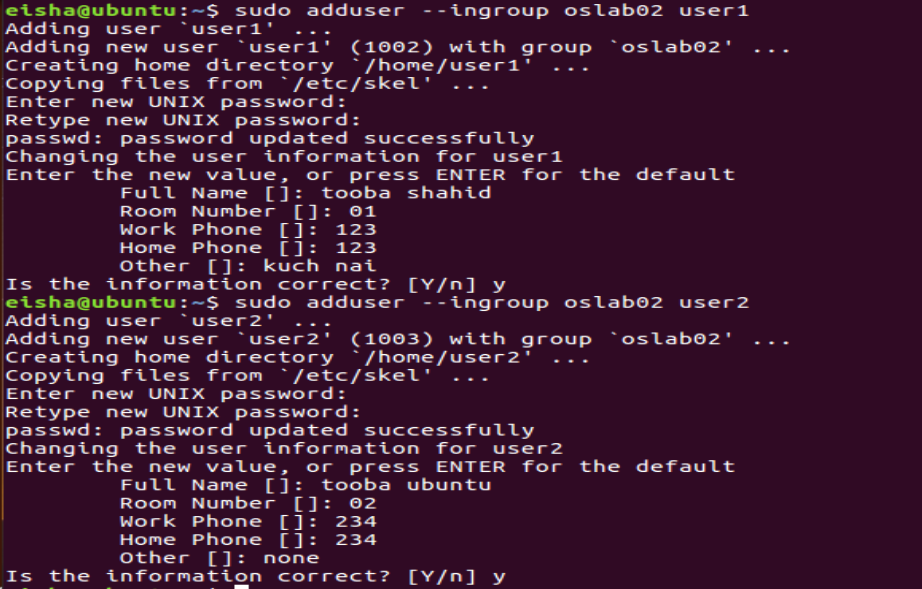 eisha@ubuntu:~$ sudo adduser --ingroup oslab02 user1
Adding user `user1' ...
Adding new user `user1' (1002) with group `oslab02' ...
Creating home directory `/home/user1' ...
Copying files from `/etc/skel' ...
Enter new UNIX password:
Retype new UNIX password:
passwd: password updated successfully
Changing the user information for user1
Enter the new value, or press ENTER for the default
        Full Name []: tooba shahid
        Room Number []: 01
        Work Phone []: 123
        Home Phone []: 123
        Other []: kuch nai
Is the information correct? [Y/n] y
eisha@ubuntu:~$ sudo adduser --ingroup oslab02 user2
Adding user `user2' ...
Adding new user `user2' (1003) with group `oslab02' ...
Creating home directory `/home/user2' ...
Copying files from `/etc/skel' ...
Enter new UNIX password:
Retype new UNIX password:
passwd: password updated successfully
Changing the user information for user2
Enter the new value, or press ENTER for the default
        Full Name []: tooba ubuntu
        Room Number []: 02
        Work Phone []: 234
        Home Phone []: 234
        Other []: none
Is the information correct? [Y/n] y